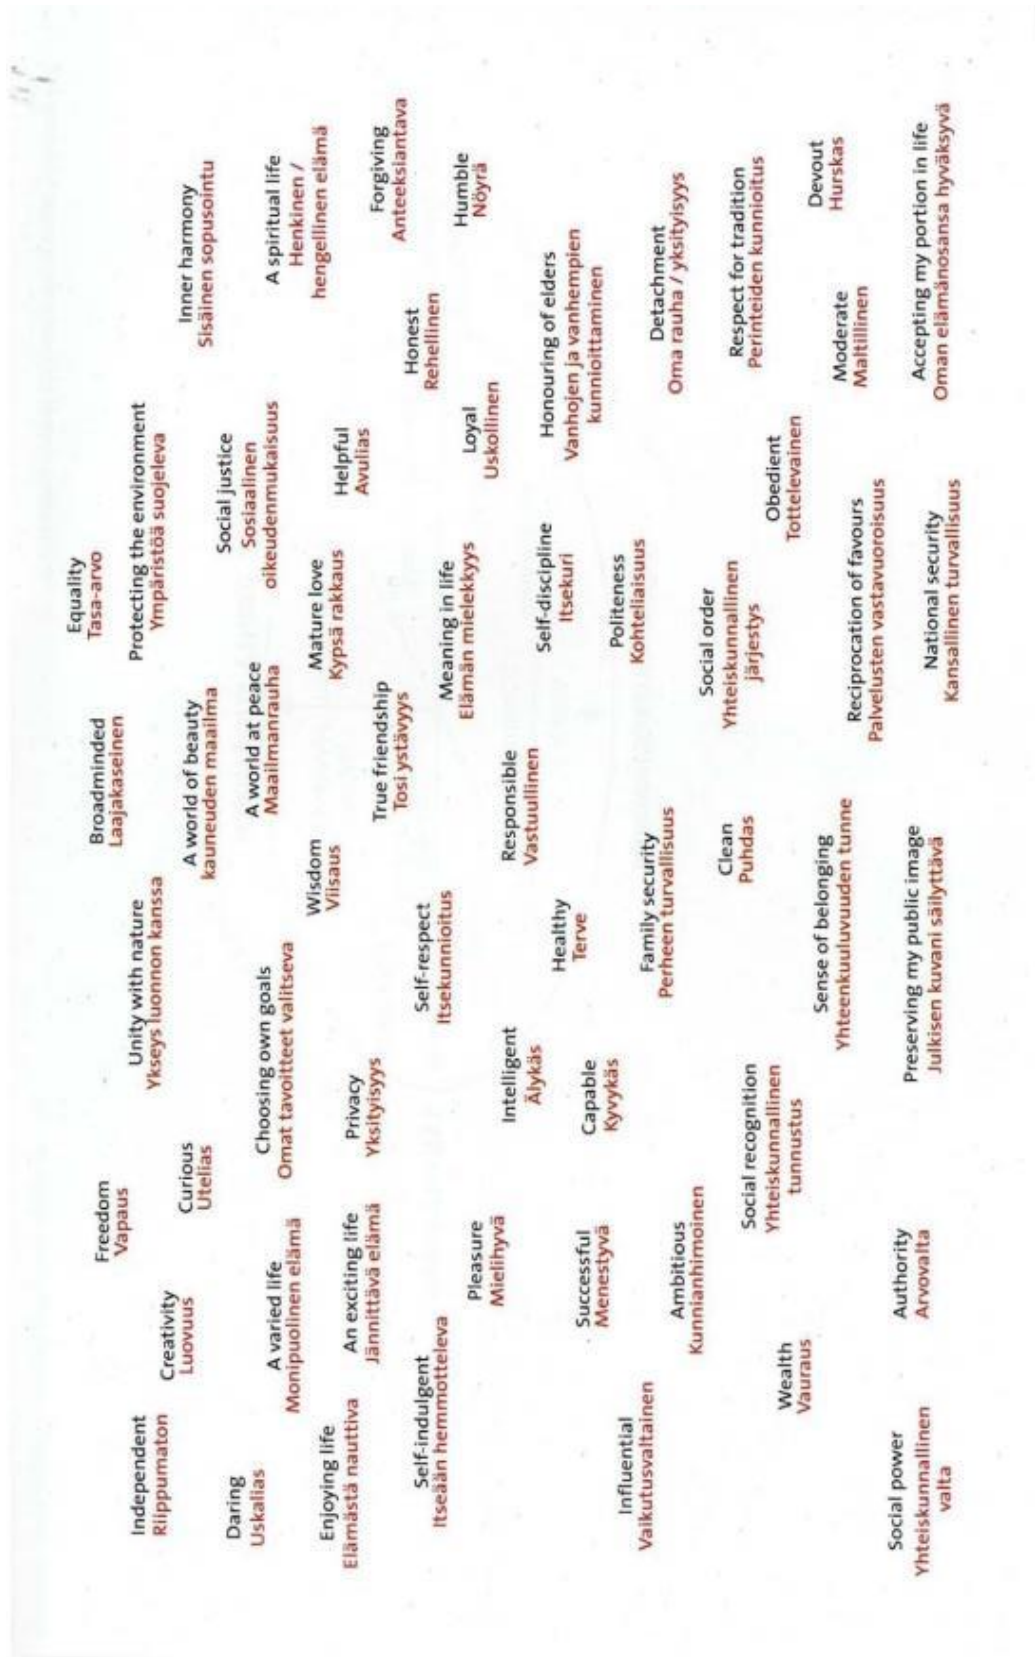 Equality
Tasa-arvo
Broadminded
Laajakaseinen
Freedom
Vapaus
Independent
Riippumaton
Unity with nature
Ykseys luonnon kanssa
Protecting the environment
Ympäristöä suojeleva
Creativity
Luovuus
Curious
Utelias
A world of beauty
kauneuden maailma
Inner harmony
Sisäinen sopusointu
Daring
Uskalias
Social justice
Sosiaalinen
oikeudenmukaisuus
A varied life
Monipuolinen elämä
Choosing own goals
Omat tavoitteet valitseva
A world at peace
Maailmanrauha
A spiritual life
Henkinen /
hengellinen elämä
Enjoying life
Elämästä nauttiva
An exciting life
Jännittävä elämä
Privacy
Yksityisyys
Wisdom
Viisaus
Mature love
Kypsä rakkaus
Helpful
Avulias
True friendship
Tosi ystävyys
Forgiving
Anteeksiantava
Self-indulgent
Itseään hemmotteleva
Self-respect
Itsekunnioitus
Honest
Rehellinen
Pleasure
Mielihyvä
Meaning in life
Elämän mielekkyys
Loyal
Uskollinen
Humble
Nöyrä
Intelligent
Älykäs
Responsible
Vastuullinen
Healthy
Terve
Self-discipline
Itsekuri
Honouring of elders
Vanhojen ja vanhempien
kunnioittaminen
Successful
Menestyvä
Capable
Kyvykäs
Influential
Vaikutusvaltainen
Politeness
Kohteliaisuus
Family security
Perheen turvallisuus
Detachment
Oma rauha / yksityisyys
Ambitious
Kunnianhimoinen
Clean
Puhdas
Social order
Yhteiskunnallinen
järjestys
Respect for tradition
Perinteiden kunnioitus
Social recognition
Yhteiskunnallinen
tunnustus
Wealth
Vauraus
Obedient
Tottelevainen
Sense of belonging
Yhteenkuuluvuuden tunne
Devout
Hurskas
Reciprocation of favours
Palvelusten vastavuoroisuus
Moderate
Maltillinen
Social power
Yhteiskunnallinen
valta
Authority
Arvovalta
Preserving my public image
Julkisen kuvani säilyttävä
National security
Kansallinen turvallisuus
Accepting my portion in life
Oman elämänosansa hyväksyvä